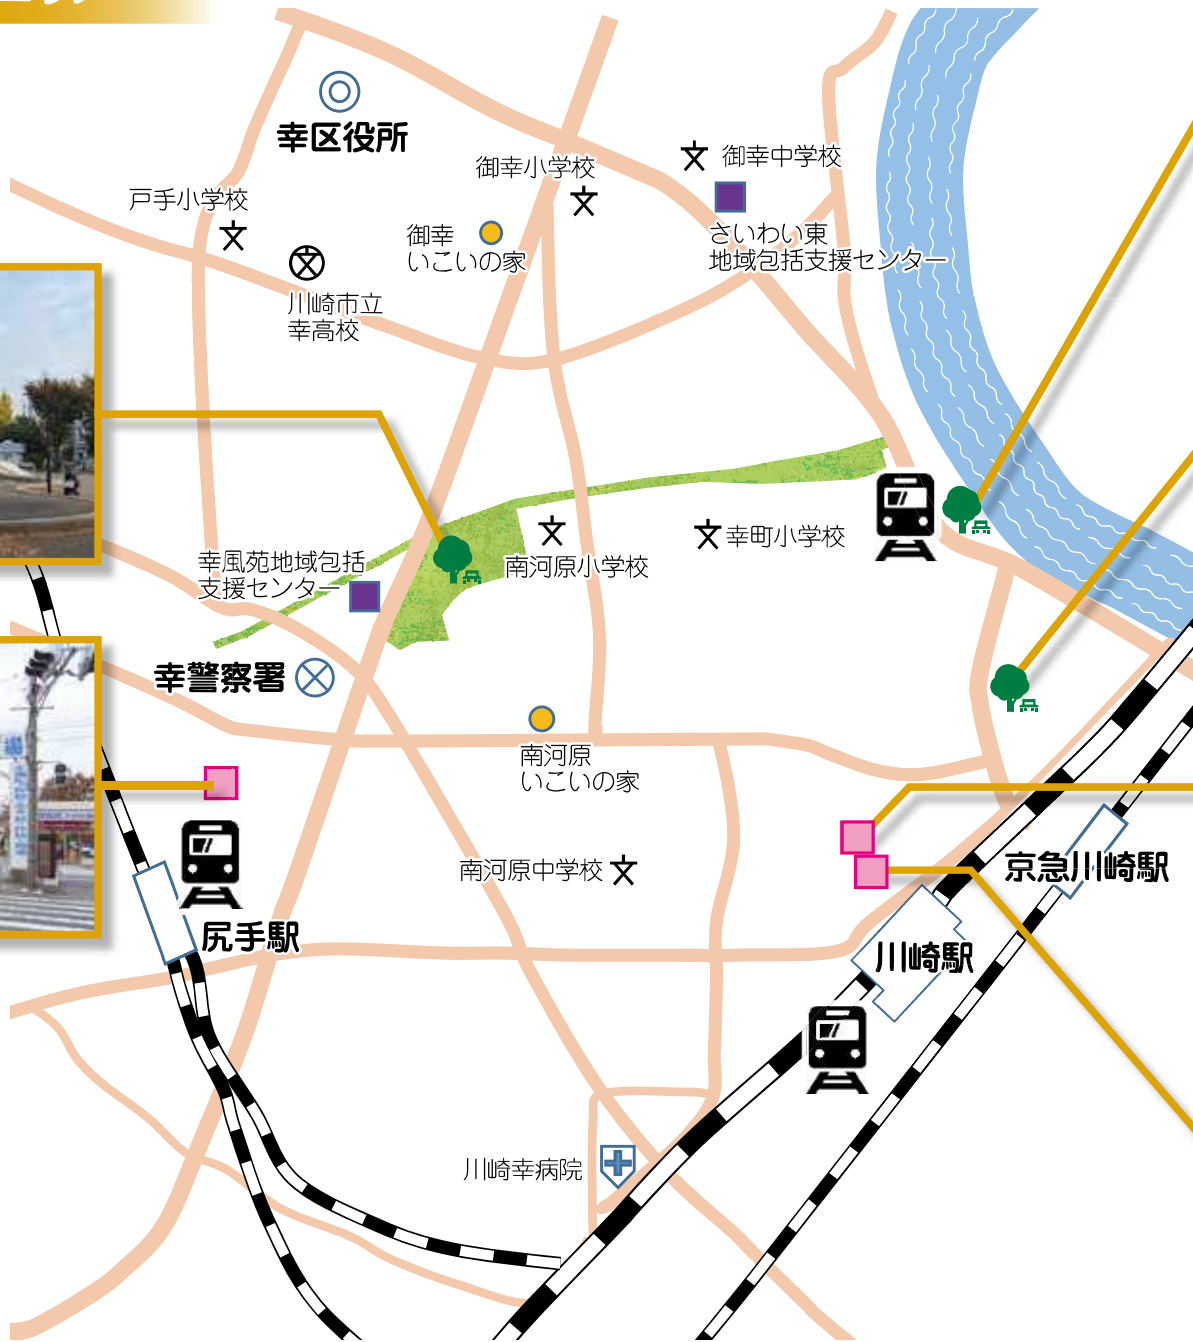 幸区役所
御幸小学校
御幸中学校
戸手小学校
御幸
いこいの家
さいわい東
地域包括支援センター
川崎市立
幸高校
幸風苑地域包括
支援センター
南河原小学校
幸町小学校
幸警察署
南河原
いこいの家
南河原中学校
京急川崎駅
尻手駅
川崎駅
川崎幸病院